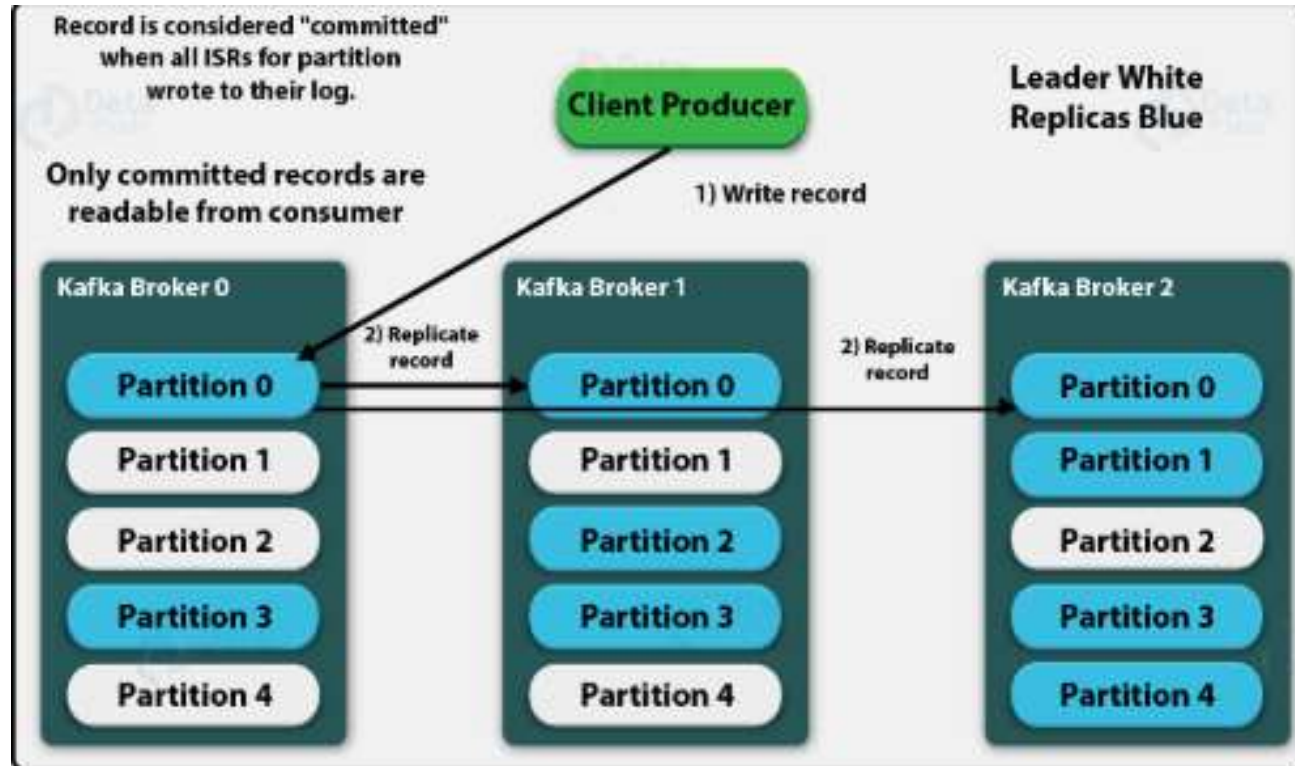 Record is considered "committed"
when all ISRs for partition
wrote to their log.
Only committed records are
readable from consumer
Client Producer
Leader White
Replicas Blue
1) Write record
Kafka Broker 0
Partition 0
Partition 1
Partition 2
Partition 3
Partition 4
2) Replicate
record
Kafka Broker 1
Partition 0
Partition 1
Partition 2
Partition 3
Partition 4
2) Replicate
record
Kafka Broker 2
Partition 0
Partition 1
Partition 2
Partition 3
Partition 4